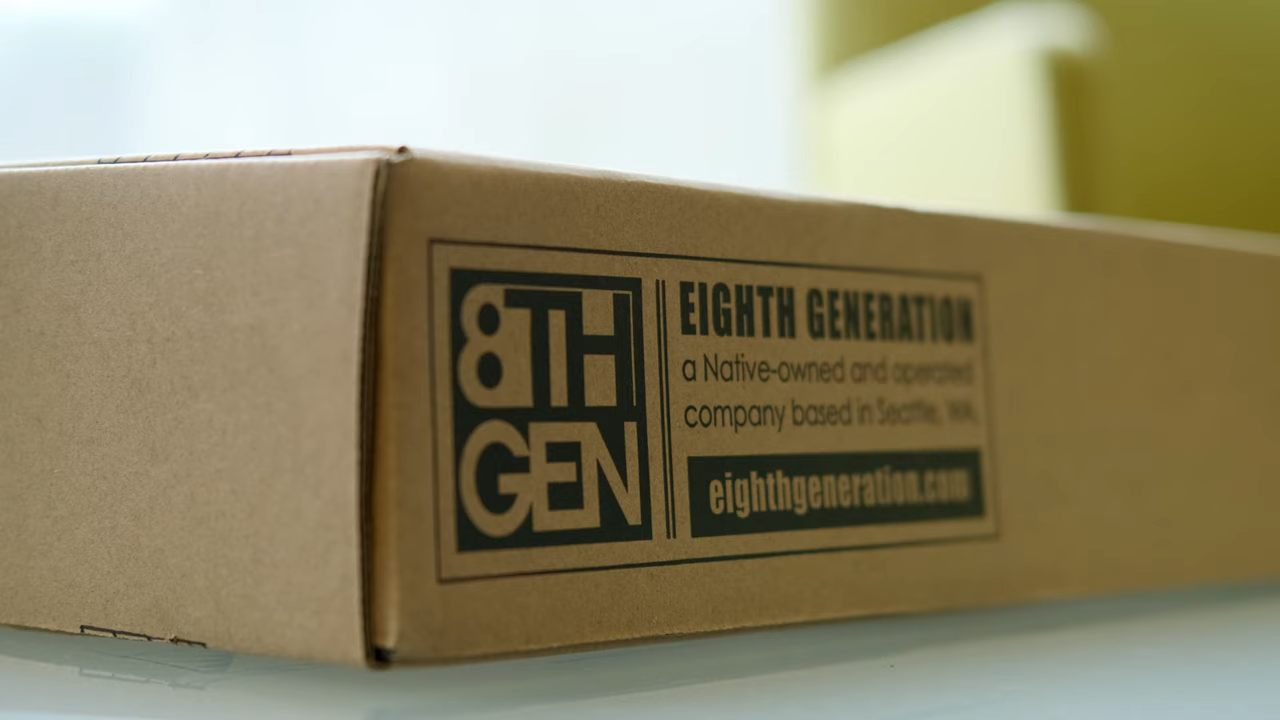 8TH
GEN
EIGHTH GENERATION
a Native-owned and operated
company based in Seattle, WA.
eighthgeneration.com